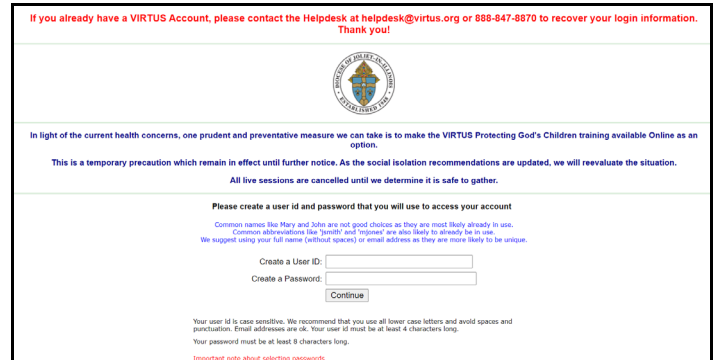 If you already have a VIRTUS Account, please contact the Helpdesk at helpdesk@virtus.org or 888-847-8870 to recover your login information.
Thank you!
DIOCESE OF JOLIET-IN-ILLINOIS
ESTABLISHED 1948
In light of the current health concerns, one prudent and preventative measure we can take is to make the VIRTUS Protecting God's Children training available Online as an
option.
This is a temporary precaution which remain in effect until further notice. As the social isolation recommendations are updated, we will reevaluate the situation.
All live sessions are cancelled until we determine it is safe to gather.
Please create a user id and password that you will use to access your account
Common names like Mary and John are not good choices as they are most likely already in use.
Common abbreviations like 'jsmith' and 'mjones' are also likely to already be in use.
We suggest using your full name (without spaces) or email address as they are more likely to be unique.
Create a User ID:
Create a Password:
Continue
Your user id is case sensitive. We recommend that you use all lower case letters and avoid spaces and
punctuation. Email addresses are ok. Your user id must be at least 4 characters long.
Your password must be at least 8 characters long.
Important note about selecting passwords